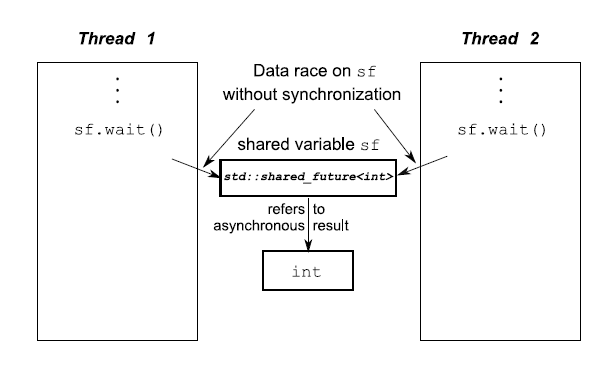 Thread 1
Thread 2
Data race on sf
without synchronization
sf.wait()
sf.wait()
shared variable sf
std::shared_future<int>
refers to
asynchronous result
int